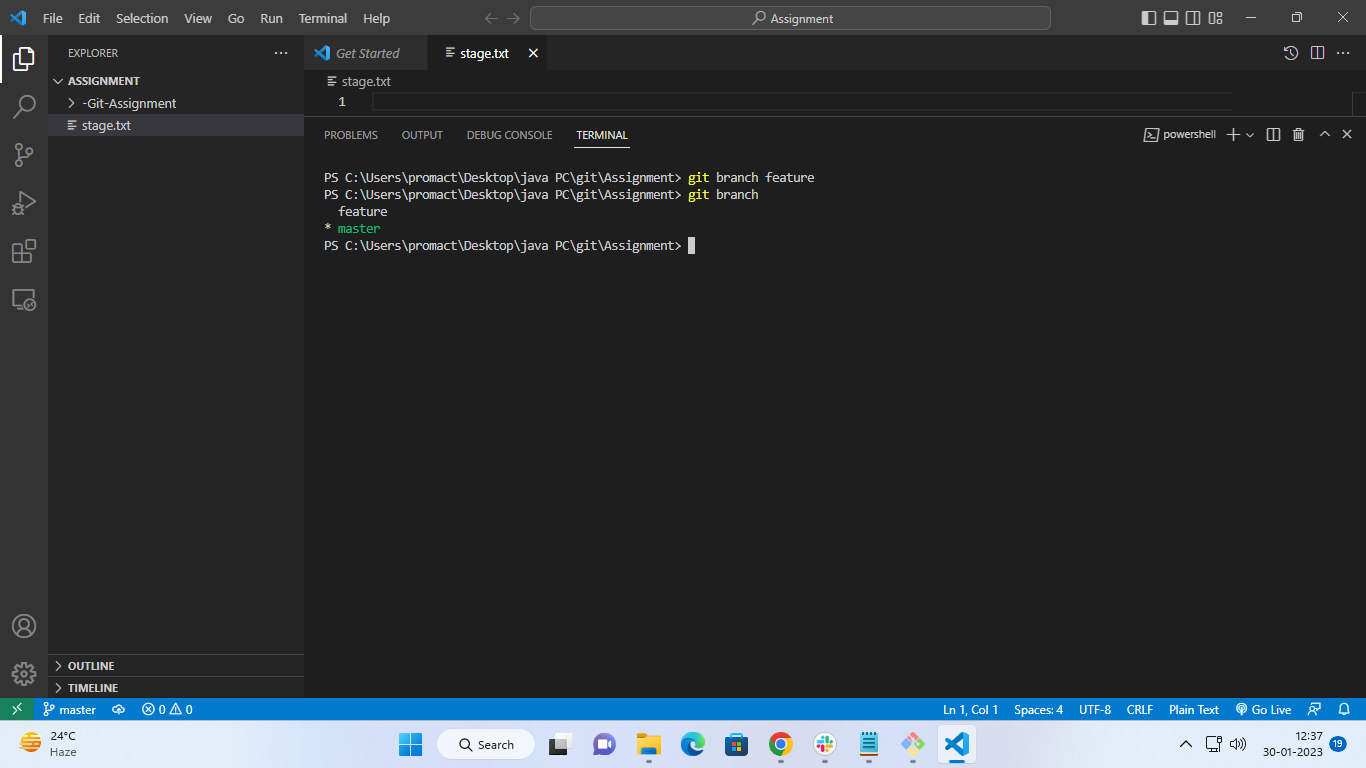 File Edit Selection View Go Run Terminal Help
Assignment
EXPLORER
Get Started
stage.txt
ASSIGNMENT
stage.txt
-Git-Assignment
1
stage.txt
PROBLEMS OUTPUT DEBUG CONSOLE TERMINAL
powershell
PS C:\Users\promact\Desktop\java PC\git\Assignment> git branch feature
PS C:\Users\promact\Desktop\java PC\git\Assignment> git branch
feature
* master
PS C:\Users\promact\Desktop\java PC\git\Assignment>
OUTLINE
TIMELINE
master 0 0
Ln 1, Col 1 Spaces: 4 UTF-8 CRLF Plain Text Go Live
24°C
Haze
Search
12:37
30-01-2023
19